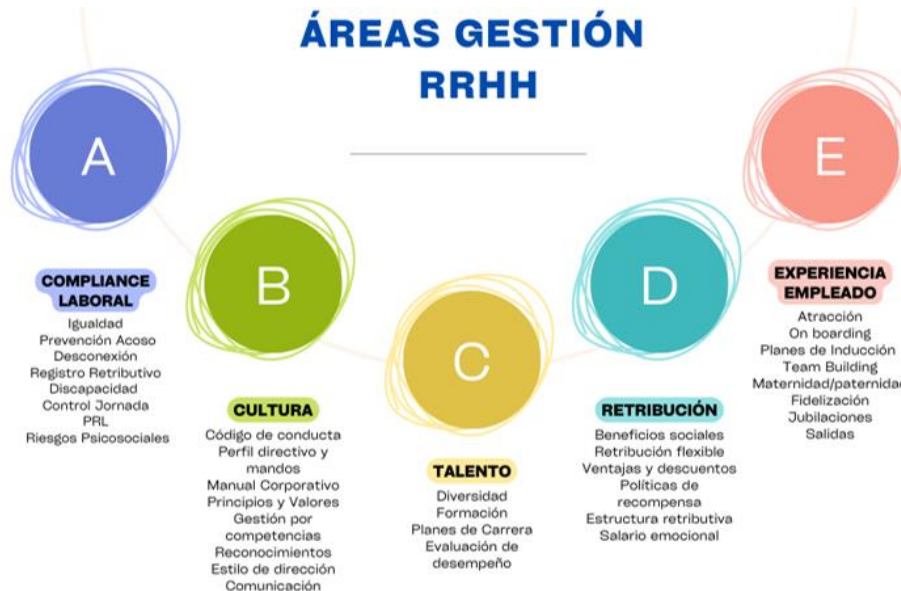 ÁREAS GESTIÓN
RRHH
A
COMPLIANCE
LABORAL
Igualdad
Prevención Acoso
Desconexión
Registro Retributivo
Discapacidad
Control Jornada
PRL
Riesgos Psicosociales
B
CULTURA
Código de conducta
Perfil directivo y
mandos
Manual Corporativo
Principios y Valores
Gestión por
competencias
Reconocimientos
Estilo de dirección
Comunicación
C
TALENTO
Diversidad
Formación
Planes de Carrera
Evaluación de
desempeño
D
RETRIBUCIÓN
Beneficios sociales
Retribución flexible
Ventajas y descuentos
Políticas de
recompensa
Estructura retributiva
Salario emocional
E
EXPERIENCIA
EMPLEADO
Atracción
On boarding
Planes de Inducción
Team Building
Maternidad/paternidad
Fidelización
Jubilaciones
Salidas